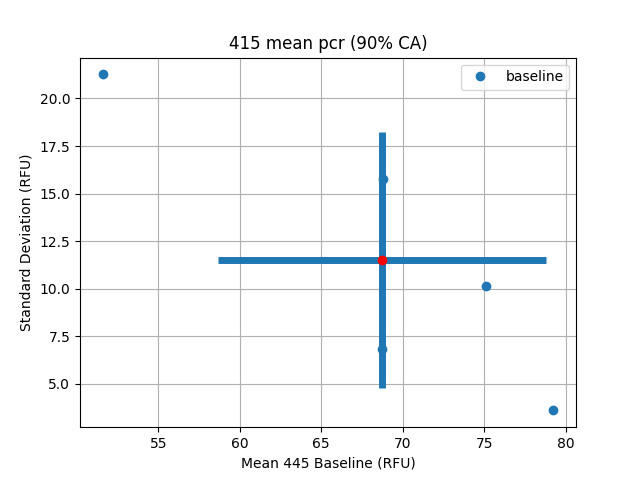 415 mean pcr (90% CA)
baseline
Standard Deviation (RFU)
20.0
17.5
15.0
12.5
10.0
7.5
5.0
55 60 65 70 75 80
Mean 445 Baseline (RFU)